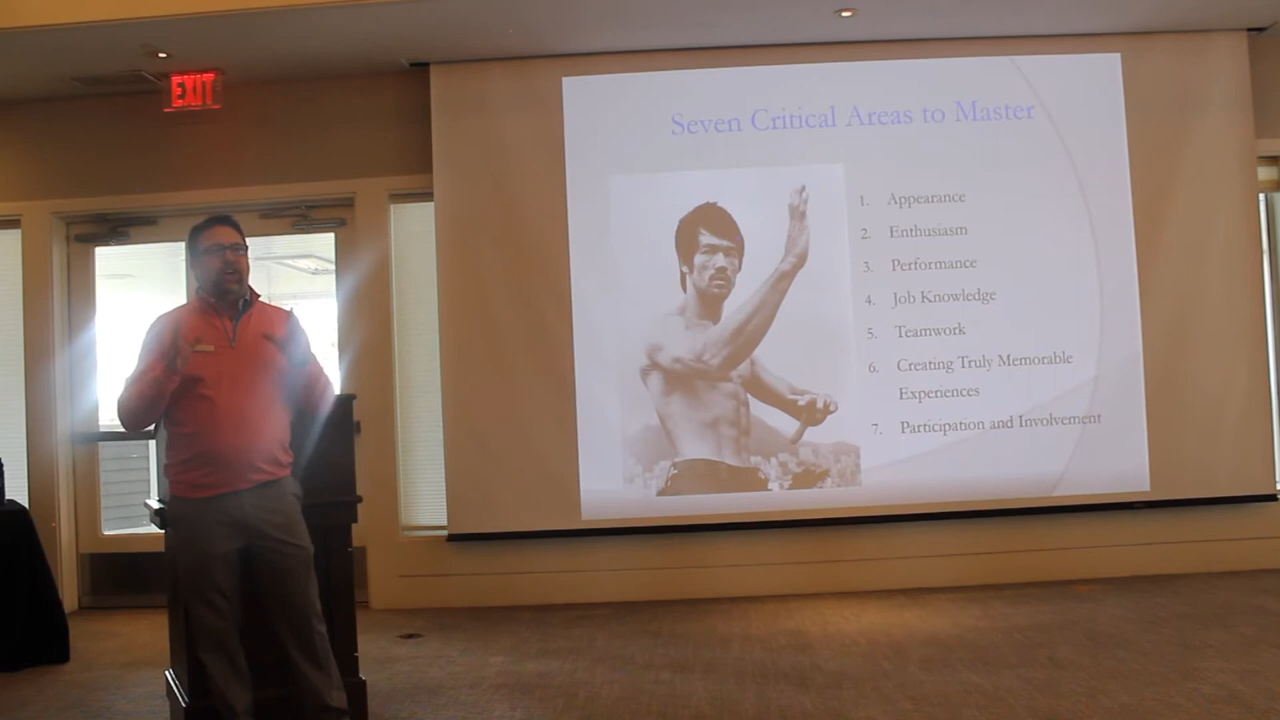 EXIT
Seven Critical Areas to Master
1. Appearance
2. Enthusiasm
3. Performance
4. Job Knowledge
5. Teamwork
6. Creating Truly Memorable
Experiences
7. Participation and Involvement